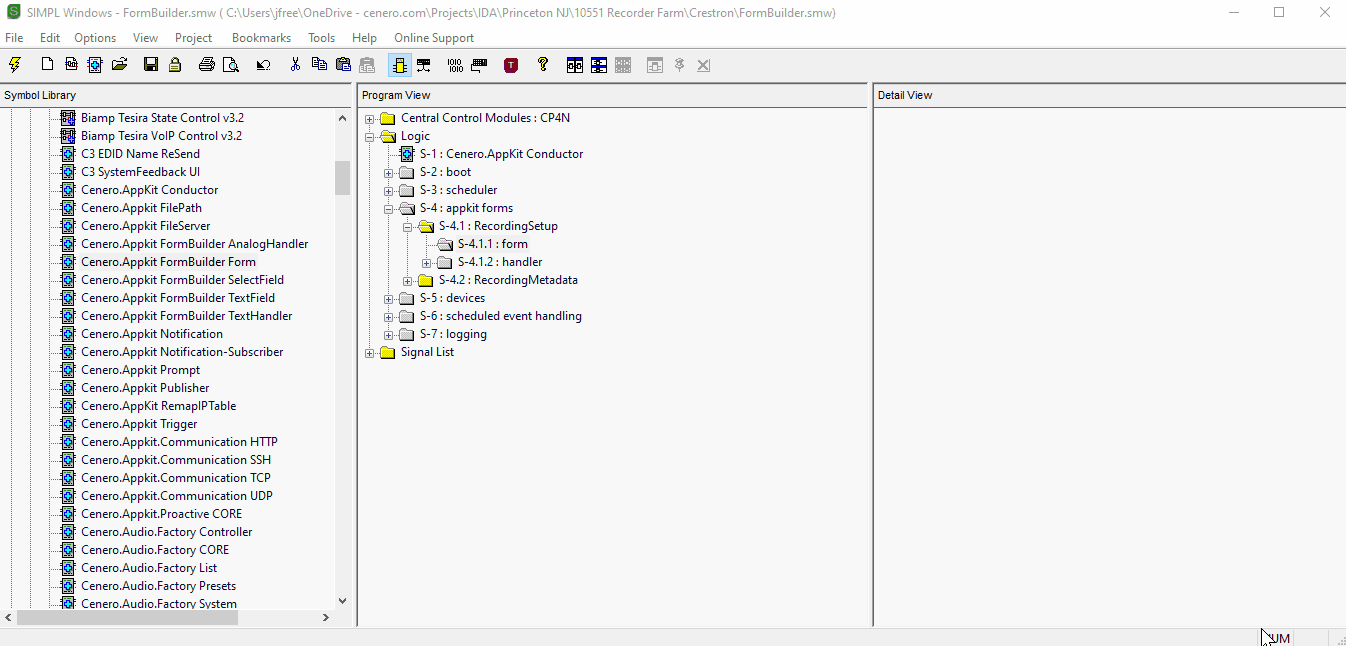 SIMPL Windows - FormBuilder.smw ( C:\Users\jfree\OneDrive - cenero.com\Projects\IDA\Princeton NJ\10551 Recorder Farm\Crestron\FormBuilder.smw)
File Edit Options View Project Bookmarks Tools Help Online Support
Symbol Library
Biamp Tesira State Control v3.2
Biamp Tesira VoIP Control v3.2
C3 EDID Name ReSend
C3 SystemFeedback UI
Cenero.AppKit Conductor
Cenero.Appkit FilePath
Cenero.Appkit FileServer
Cenero.Appkit FormBuilder AnalogHandler
Cenero.Appkit FormBuilder Form
Cenero.Appkit FormBuilder SelectField
Cenero.Appkit FormBuilder TextField
Cenero.Appkit FormBuilder TextHandler
Cenero.Appkit Notification
Cenero.Appkit Notification-Subscriber
Cenero.Appkit Prompt
Cenero.Appkit Publisher
Cenero.AppKit RemapIPTable
Cenero.Appkit Trigger
Cenero.Appkit.Communication HTTP
Cenero.Appkit.Communication SSH
Cenero.Appkit.Communication TCP
Cenero.Appkit.Communication UDP
Cenero.Appkit.Proactive CORE
Cenero.Audio.Factory Controller
Cenero.Audio.Factory CORE
Cenero.Audio.Factory List
Cenero.Audio.Factory Presets
Cenero.Audio.Factory System
Program View
Central Control Modules : CP4N
Logic
S-1 : Cenero.AppKit Conductor
S-2 : boot
S-3 : scheduler
S-4 : appkit forms
S-4.1 : RecordingSetup
S-4.1.1 : form
S-4.1.2 : handler
S-4.2 : RecordingMetadata
S-5 : devices
S-6 : scheduled event handling
S-7 : logging
Signal List
Detail View